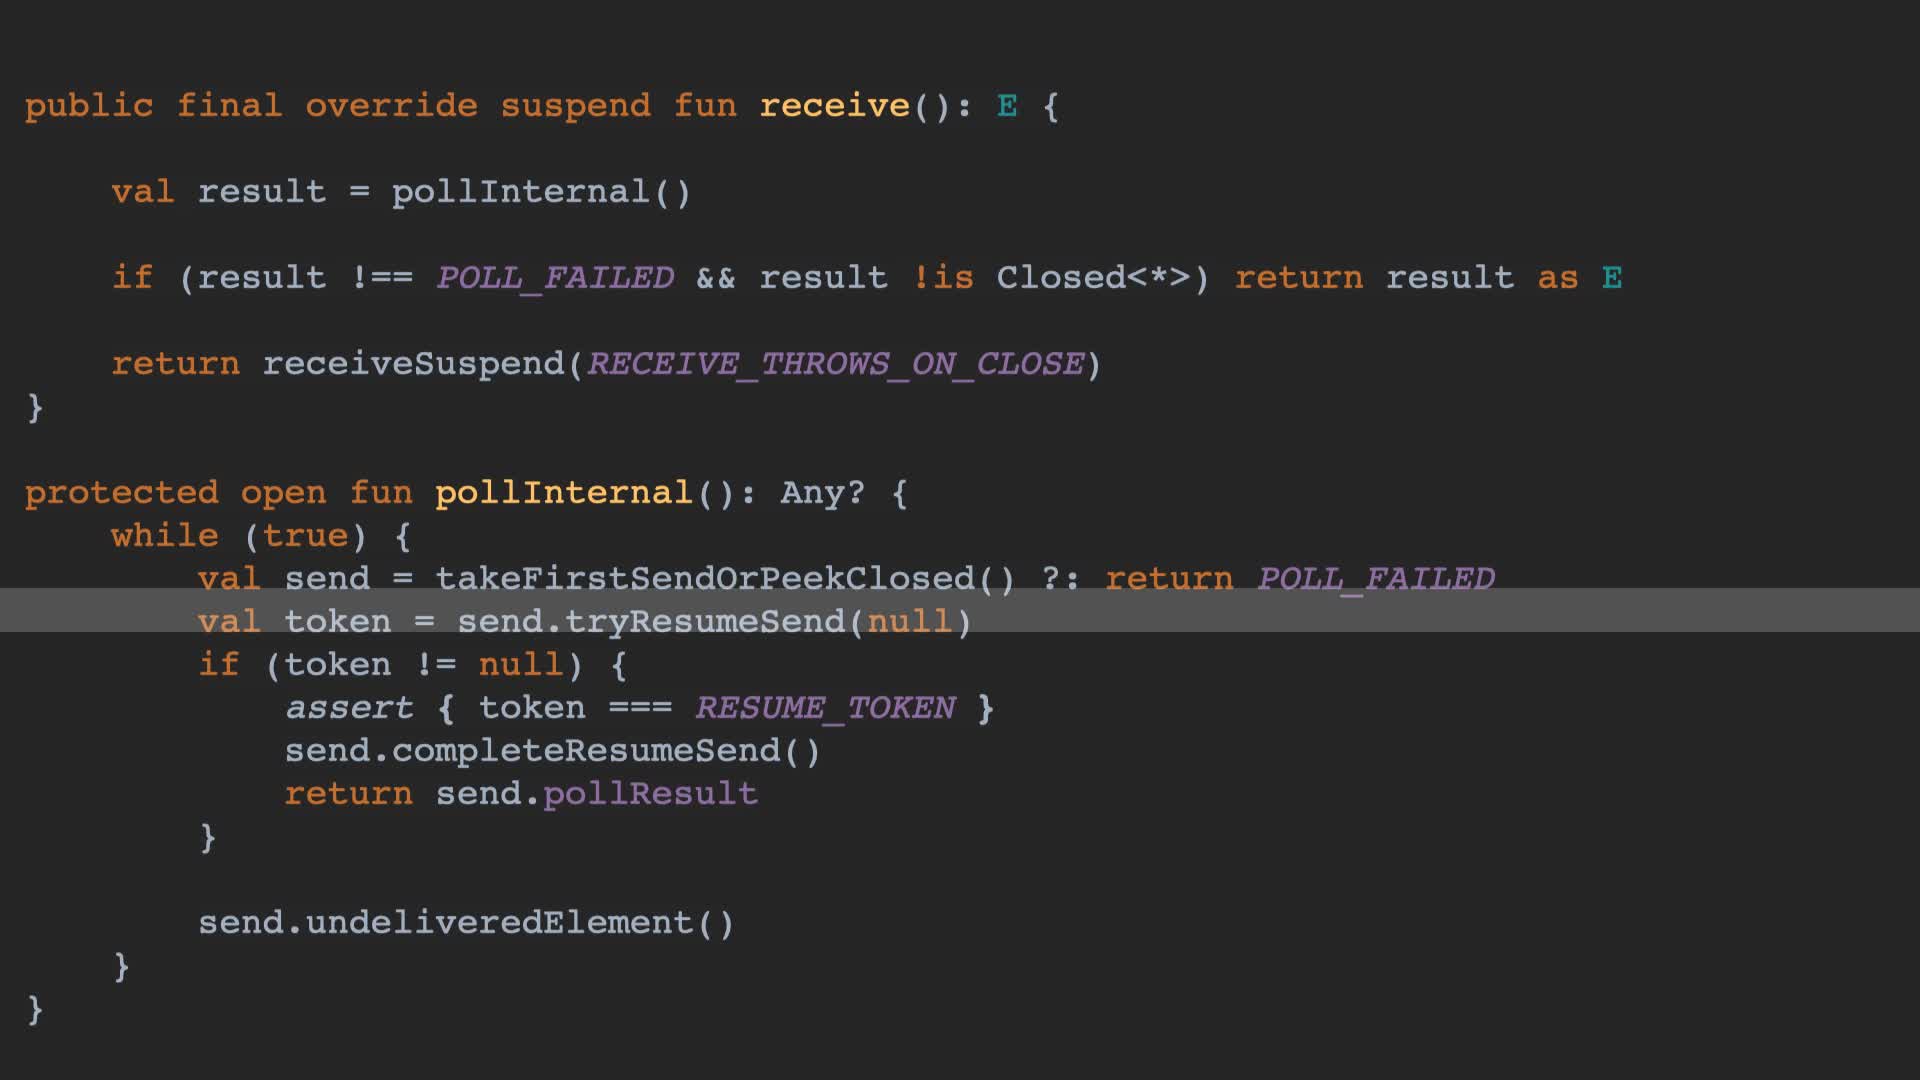 public final override suspend fun receive(): E {
val result = pollInternal()
if (result !== POLL_FAILED && result !is Closed<*>) return result as E
return receiveSuspend(RECEIVE_THROWS_ON_CLOSE)
}
protected open fun pollInternal(): Any? {
while (true) {
val send = takeFirstSendOrPeekClosed() ?: return POLL_FAILED
val token = send.tryResumeSend(null)
if (token != null) {
assert { token === RESUME_TOKEN }
send.completeResumeSend()
return send.pollResult
}
send.undeliveredElement()
}
}